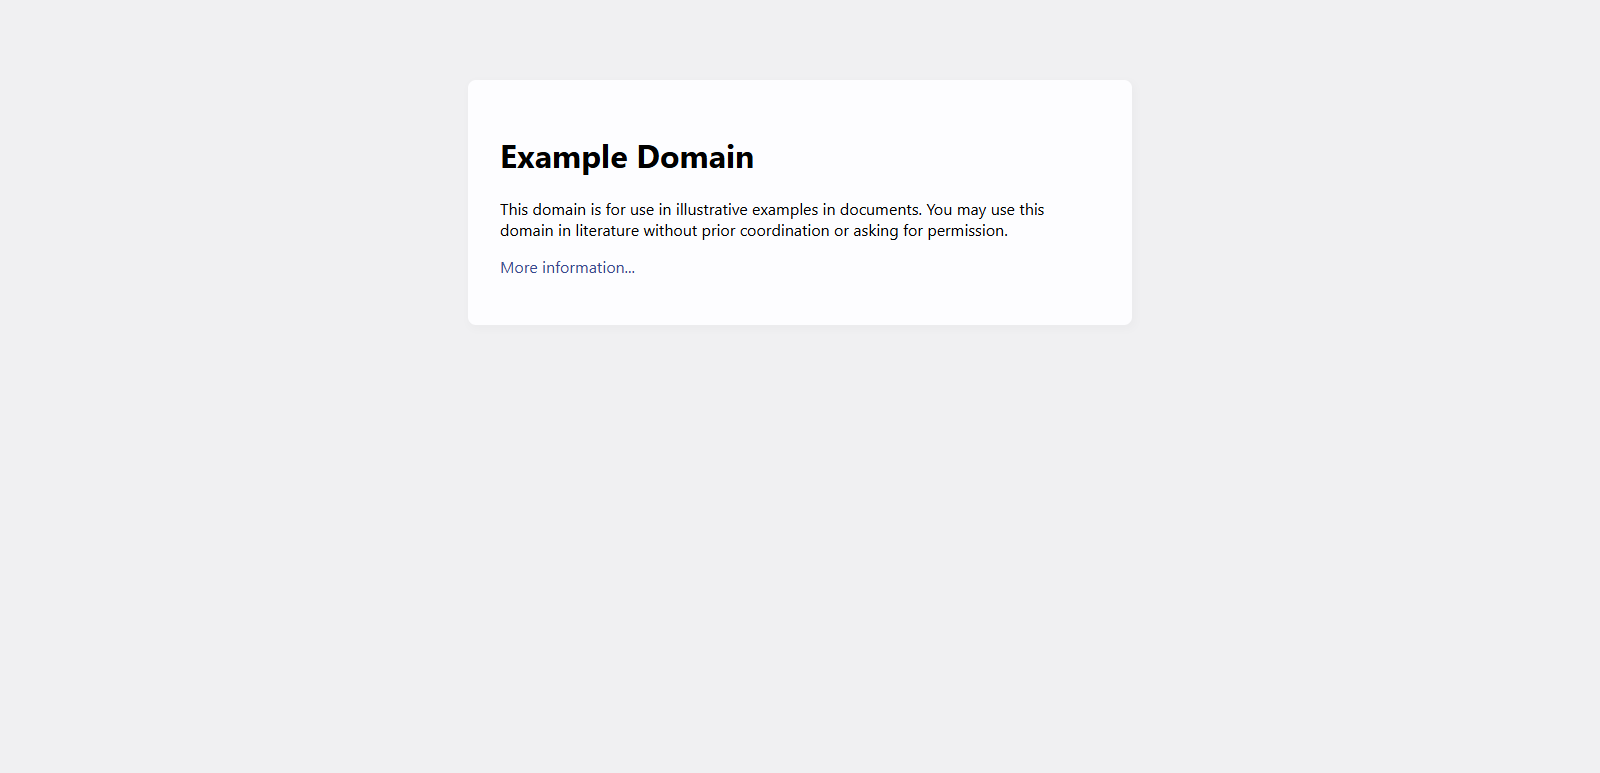 Example Domain
This domain is for use in illustrative examples in documents. You may use this
domain in literature without prior coordination or asking for permission.
More information...